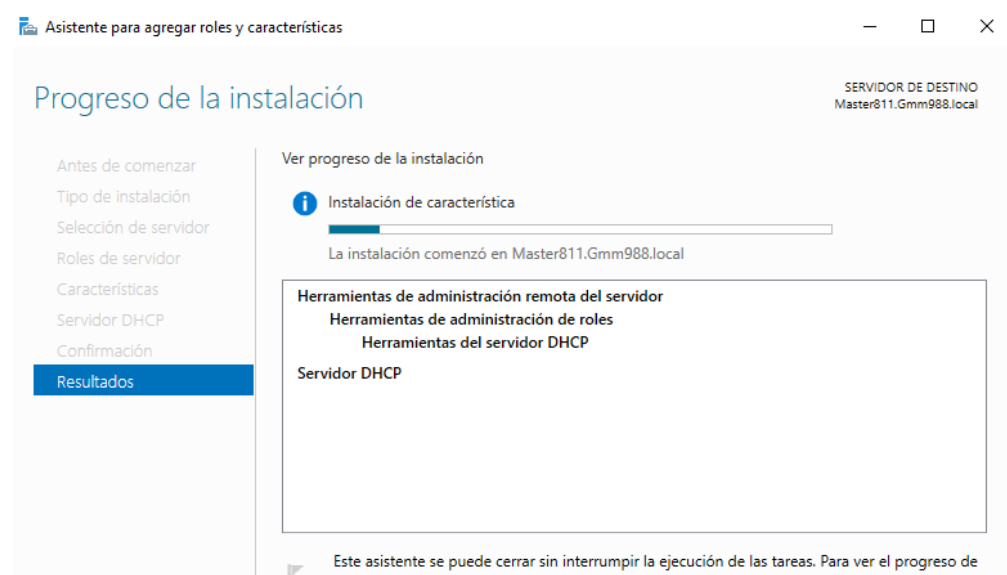 Asistente para agregar roles y características
Progreso de la instalación
SERVIDOR DE DESTINO
Master811.Gmm988.local
Antes de comenzar
Tipo de instalación
Selección de servidor
Roles de servidor
Características
Servidor DHCP
Confirmación
Resultados
Ver progreso de la instalación
Instalación de característica
La instalación comenzó en Master811.Gmm988.local
Herramientas de administración remota del servidor
Herramientas de administración de roles
Herramientas del servidor DHCP
Servidor DHCP
Este asistente se puede cerrar sin interrumpir la ejecución de las tareas. Para ver el progreso de